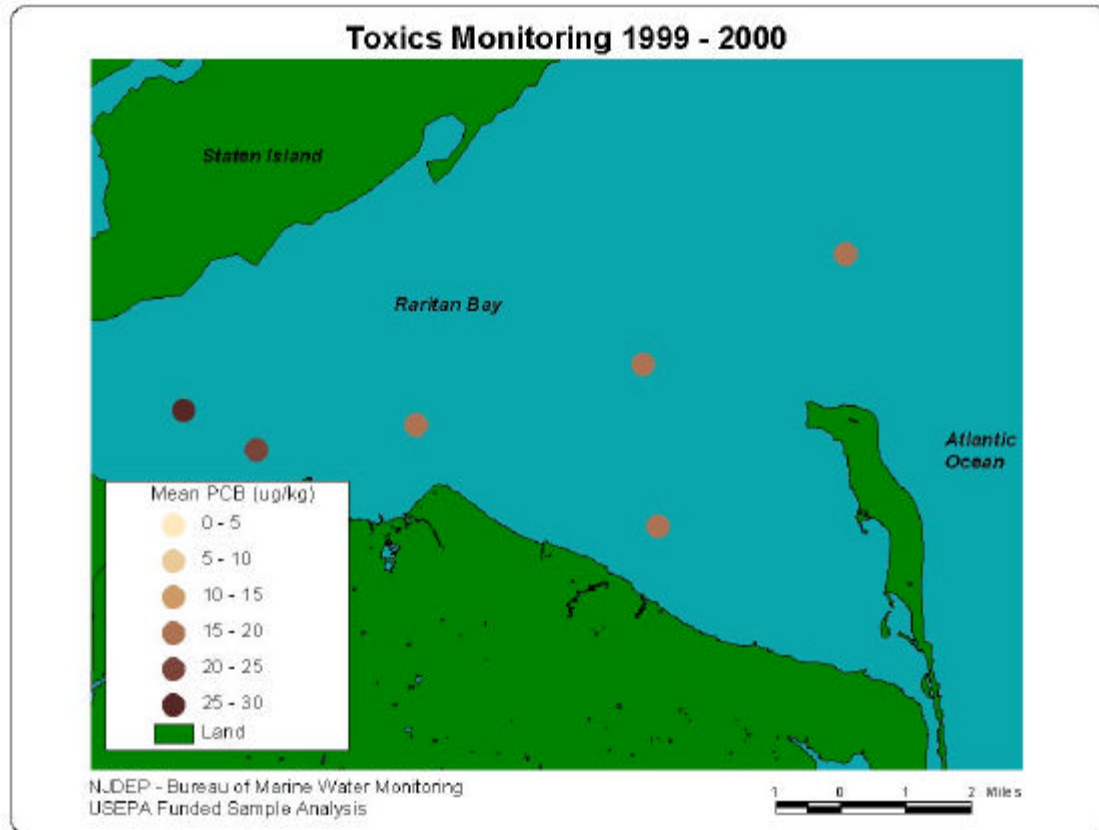 Toxics Monitoring 1999 - 2000
Staten Island
Raritan Bay
Atlantic
Ocean
Mean PCB (ug/kg)
0 - 5
5 - 10
10 - 15
15 - 20
20 - 25
25 - 30
Land
NJDEP - Bureau of Marine Water Monitoring
USEPA Funded Sample Analysis
1 0 1 2 Miles